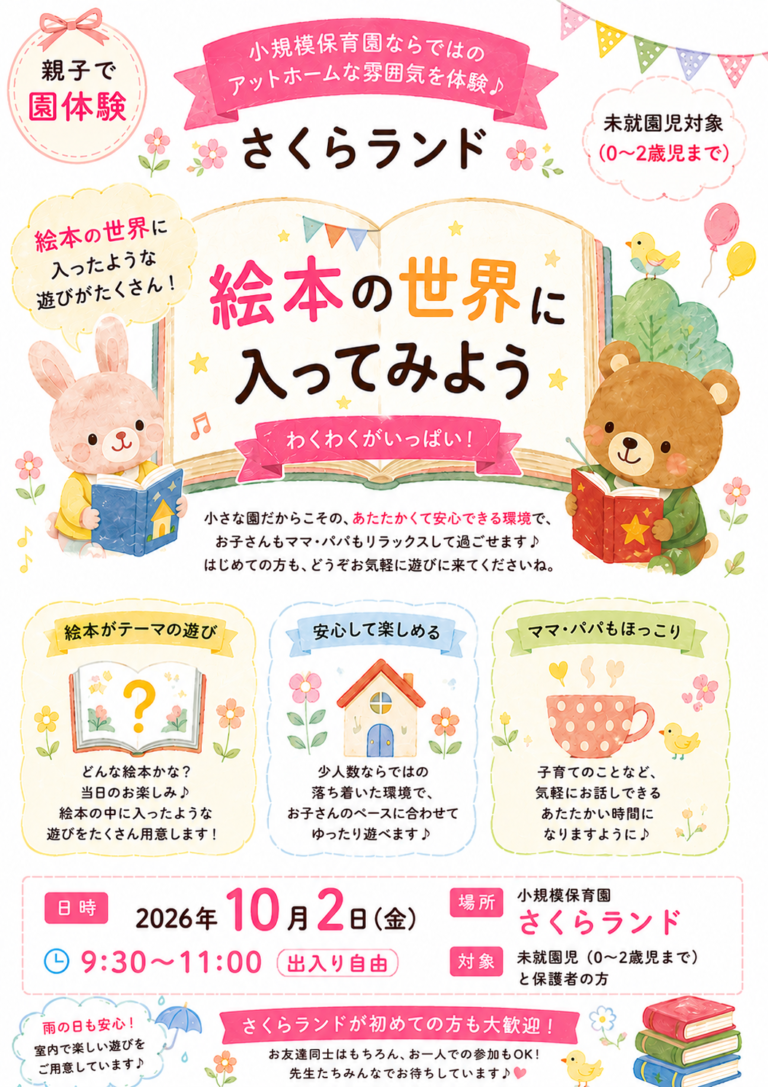 親子で
園体験
小規模保育園ならではの
アットホームな雰囲気を体験♪
さくらランド
未就園児対象
(0〜2歳児まで)
絵本の世界に
入ったような
遊びがたくさん！
絵本の世界に
入ってみよう
わくわくがいっぱい！
小さな園だからこその、あたたかくて安心できる環境で、
お子さんもママ・パパもリラックスして過ごせます♪
はじめての方も、どうぞお気軽に遊びに来てくださいね。
絵本がテーマの遊び
?
どんな絵本かな？
当日のお楽しみ♪
絵本の中に入ったような
遊びをたくさん用意します！
安心して楽しめる
少人数ならではの
落ち着いた環境で、
お子さんのペースに合わせて
ゆったり遊べます♪
ママ・パパもほっこり
子育てのことなど、
気軽にお話しできる
あたたかい時間に
なりますように♪
日時
2026年10月2日(金)
9:30〜11:00 出入り自由
場所
小規模保育園
さくらランド
対象
未就園児（0〜2歳児まで）
と保護者の方
雨の日も安心！
室内で楽しい遊びを
ご用意しています♪
さくらランドが初めての方も大歓迎！
お友達同士はもちろん、お一人での参加もOK！
先生たちみんなでお待ちしています♪